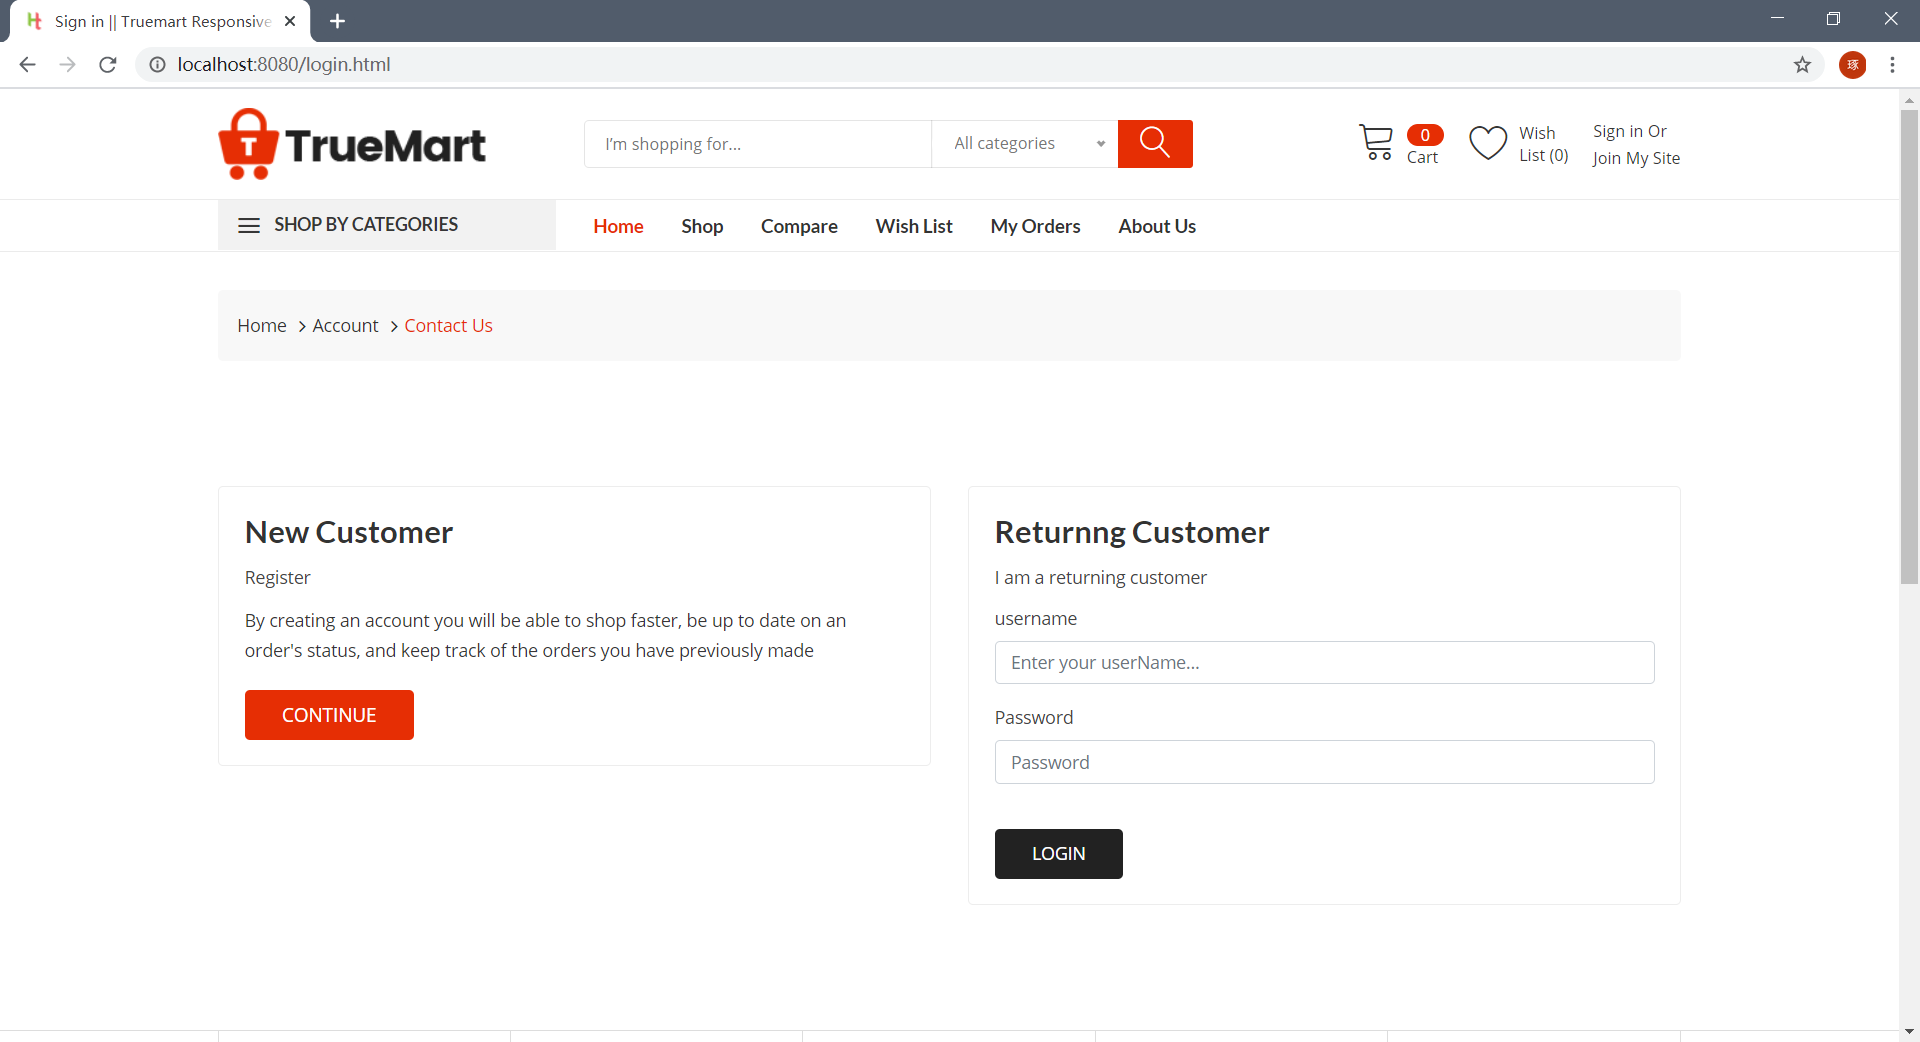 Sign in || Truemart Responsive
localhost:8080/login.html
琢
T TrueMart
I'm shopping for...
All categories
0
Cart
Wish
List (0)
Sign in Or
Join My Site
SHOP BY CATEGORIES
Home
Shop
Compare
Wish List
My Orders
About Us
Home > Account > Contact Us
New Customer
Register
By creating an account you will be able to shop faster, be up to date on an
order's status, and keep track of the orders you have previously made
CONTINUE
Returnng Customer
I am a returning customer
username
Enter your userName...
Password
Password
LOGIN